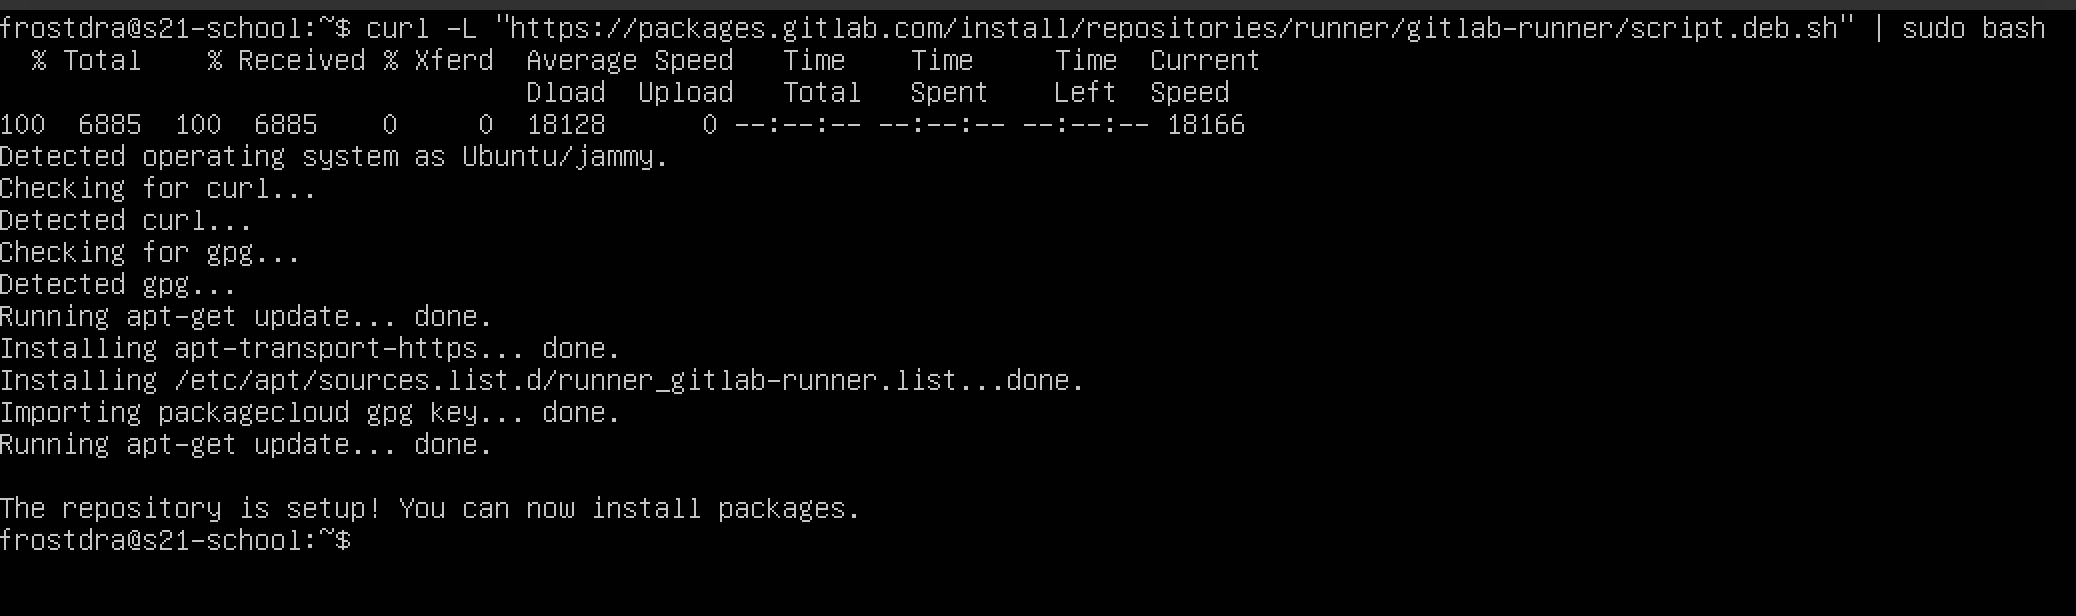 frostdra@s21-school:~$ curl -L "https://packages.gitlab.com/install/repositories/runner/gitlab-runner/script.deb.sh" | sudo bash
  % Total    % Received % Xferd  Average Speed   Time    Time     Time  Current
                                 Dload  Upload   Total   Spent    Left  Speed
100  6885  100  6885    0     0  18128      0 --:--:-- --:--:-- --:--:-- 18166
Detected operating system as Ubuntu/jammy.
Checking for curl...
Detected curl...
Checking for gpg...
Detected gpg...
Running apt-get update... done.
Installing apt-transport-https... done.
Installing /etc/apt/sources.list.d/runner_gitlab-runner.list...done.
Importing packagecloud gpg key... done.
Running apt-get update... done.

The repository is setup! You can now install packages.
frostdra@s21-school:~$